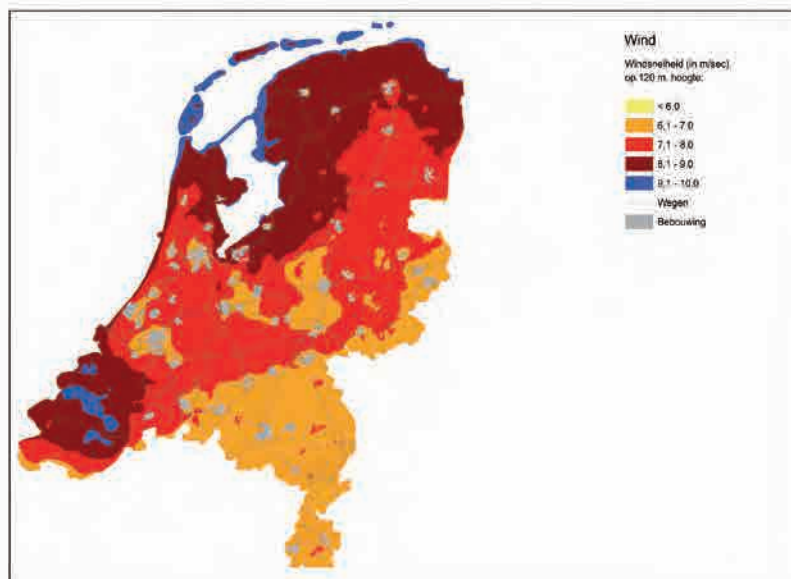 Wind
Windsnelheid (in m/sec)
op 120 m. hoogte:
< 6.0
6,1 - 7.0
7,1 - 8.0
8,1 - 9.0
9,1 - 10.0
Wegen
Bebouwing